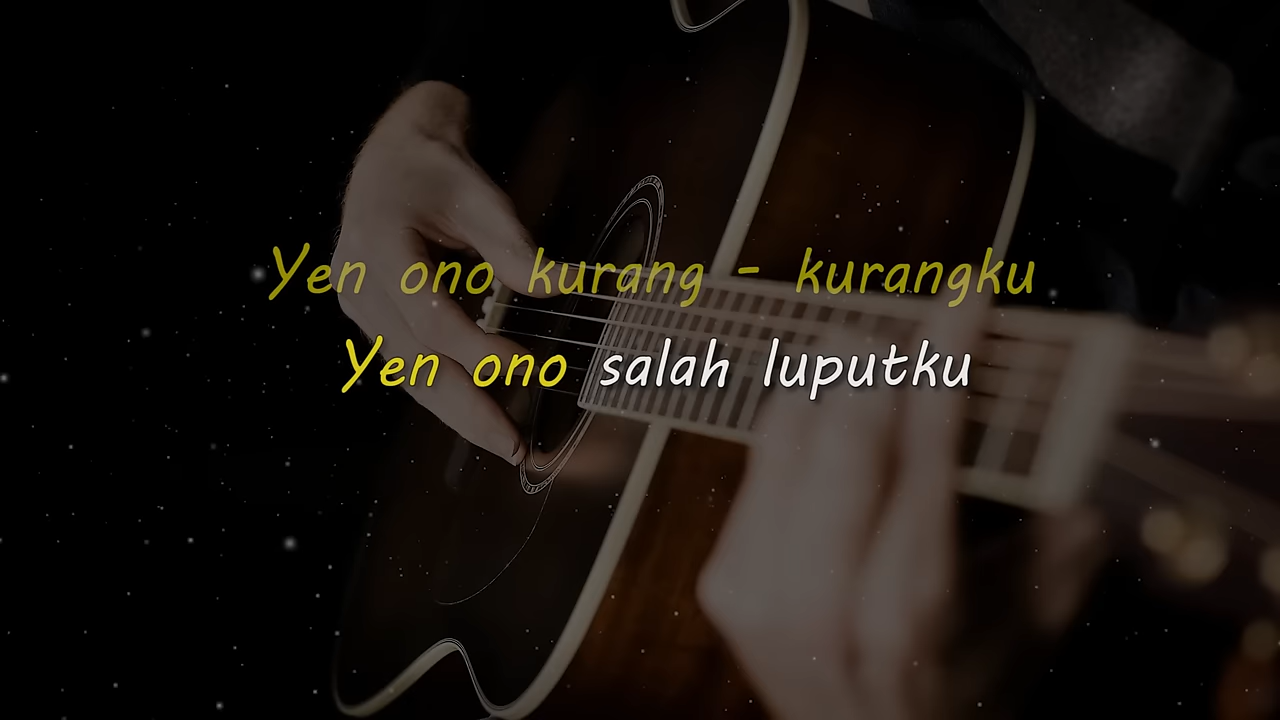 Yen ono kurang - kurangku
Yen ono salah luputku